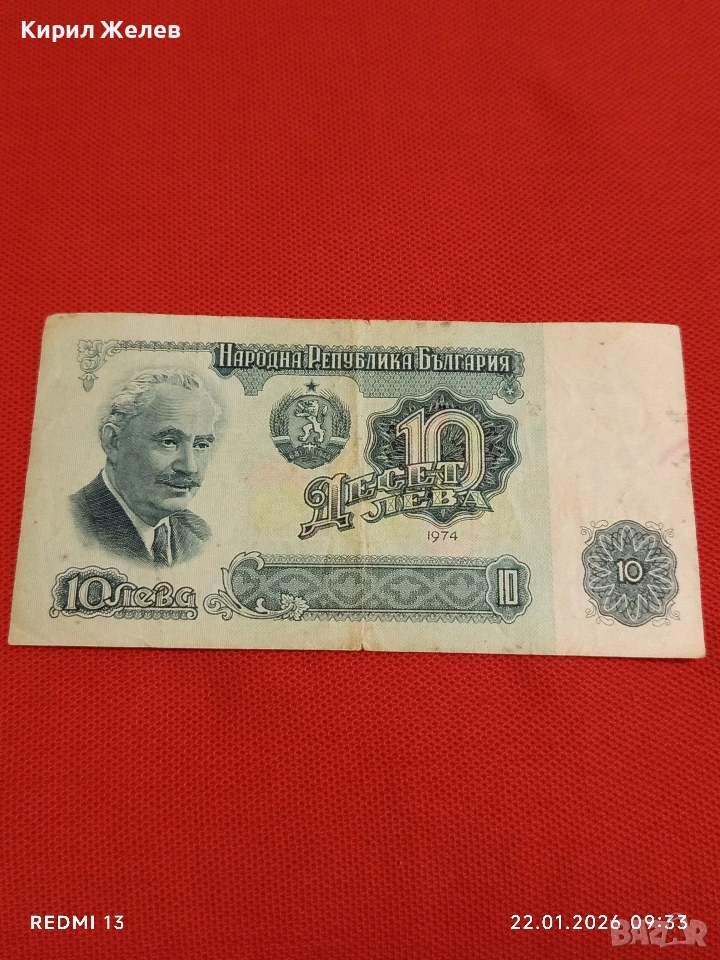 Кирил Желев
Народна Република България
10
Десет
лева
1974
10 лева
10
10
REDMI 13
22.01.2026 09:33
BAZAR